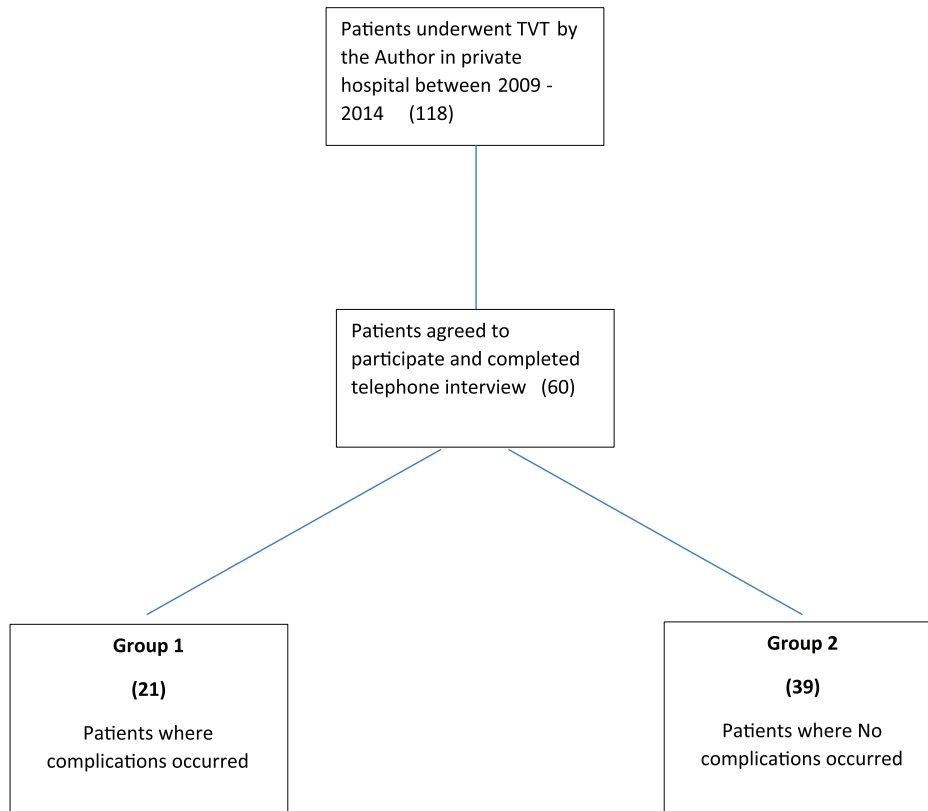 Patients underwent TVT by
the Author in private
hospital between 2009 -
2014 (118)
Patients agreed to
participate and completed
telephone interview (60)
Group 1
(21)
Patients where
complications occurred
Group 2
(39)
Patients where No
complications occurred